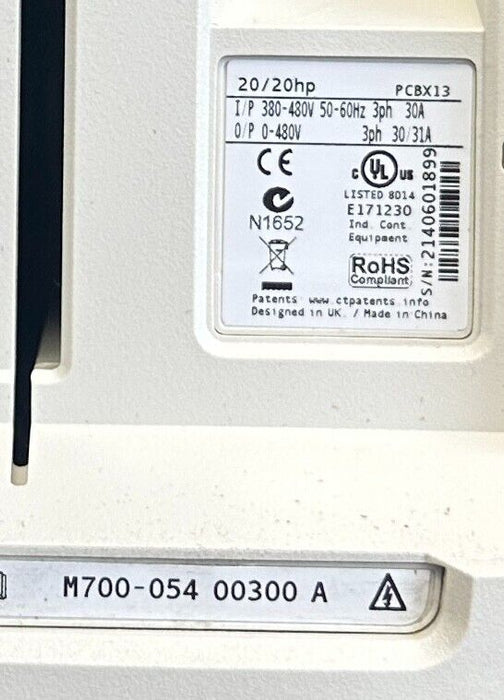 20/20hp PCBX13
I/P 380-480V 50-60Hz 3ph 30A
O/P 0-480V 3ph 30/31A
CE
C UL US
LISTED 8D14
N1652
E171230
Ind. Cont.
Equipment
RoHS
Compliant
S/N:2140601899
Patents www.ctpatents.info
Designed in UK. / Made in China
M700-054 00300 A